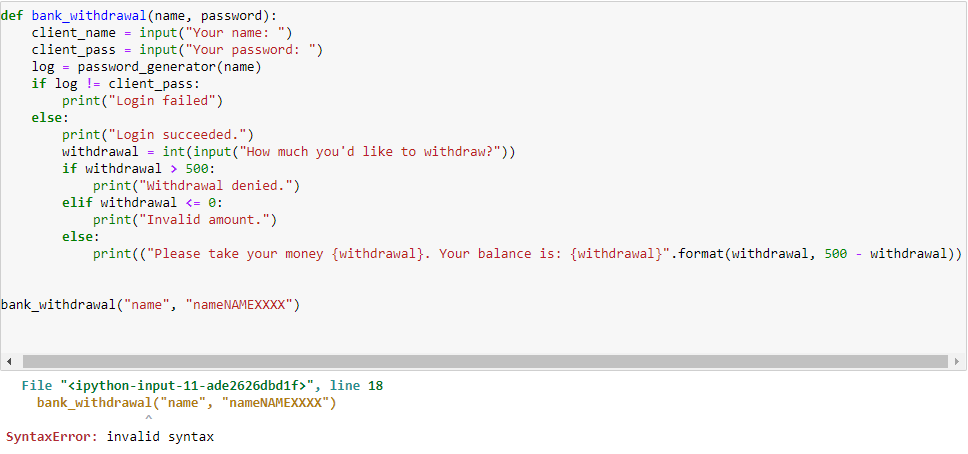 def bank_withdrawal(name, password):
    client_name = input("Your name: ")
    client_pass = input("Your password: ")
    log = password_generator(name)
    if log != client_pass:
        print("Login failed")
    else:
        print("Login succeeded.")
        withdrawal = int(input("How much you'd like to withdraw?"))
        if withdrawal > 500:
            print("Withdrawal denied.")
        elif withdrawal <= 0:
            print("Invalid amount.")
        else:
            print(("Please take your money {withdrawal}. Your balance is: {withdrawal}".format(withdrawal, 500 - withdrawal))
bank_withdrawal("name", "nameNAMEXXXX")
  File "<ipython-input-11-ade2626dbd1f>", line 18
    bank_withdrawal("name", "nameNAMEXXXX")
                  ^
SyntaxError: invalid syntax